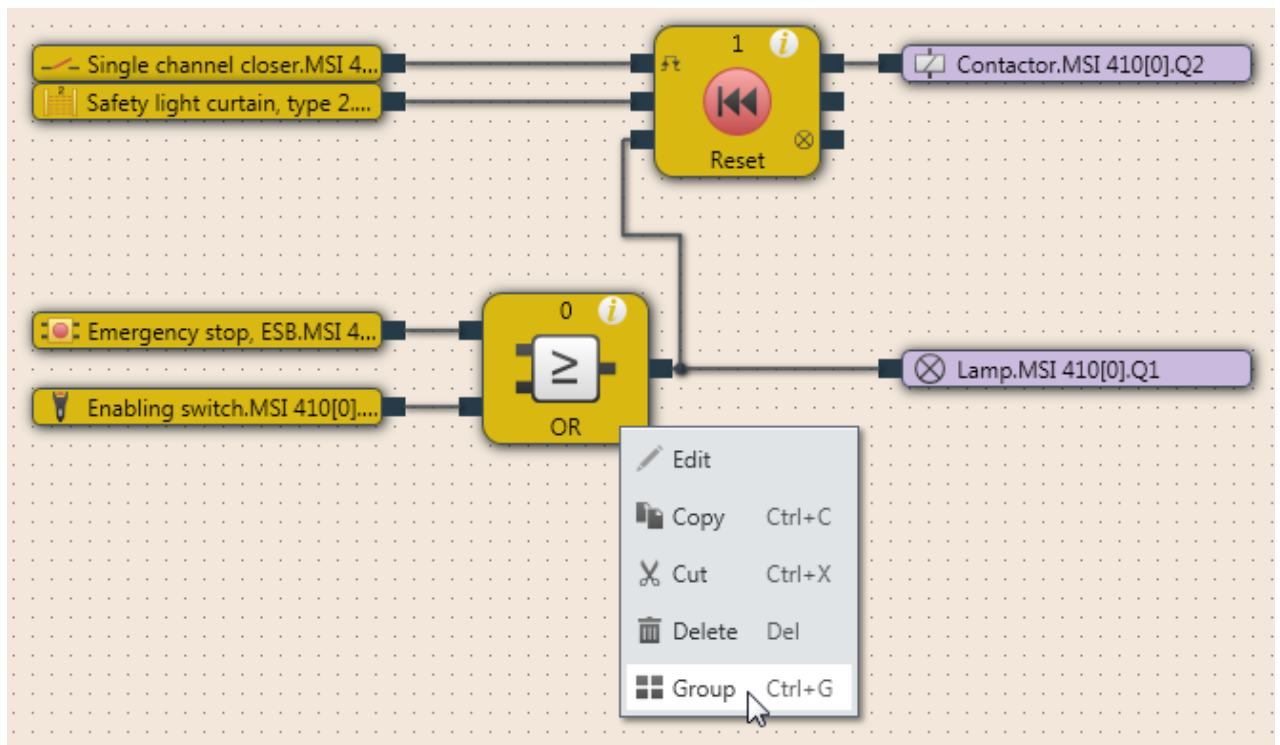 1
Single channel closer.MSI 4...
Contactor.MSI 410[0].Q2
2
Safety light curtain, type 2....
Reset
0
Emergency stop, ESB.MSI 4...
≥
Lamp.MSI 410[0].Q1
Enabling switch.MSI 410[0]....
OR
Edit
Copy Ctrl+C
Cut Ctrl+X
Delete Del
Group Ctrl+G